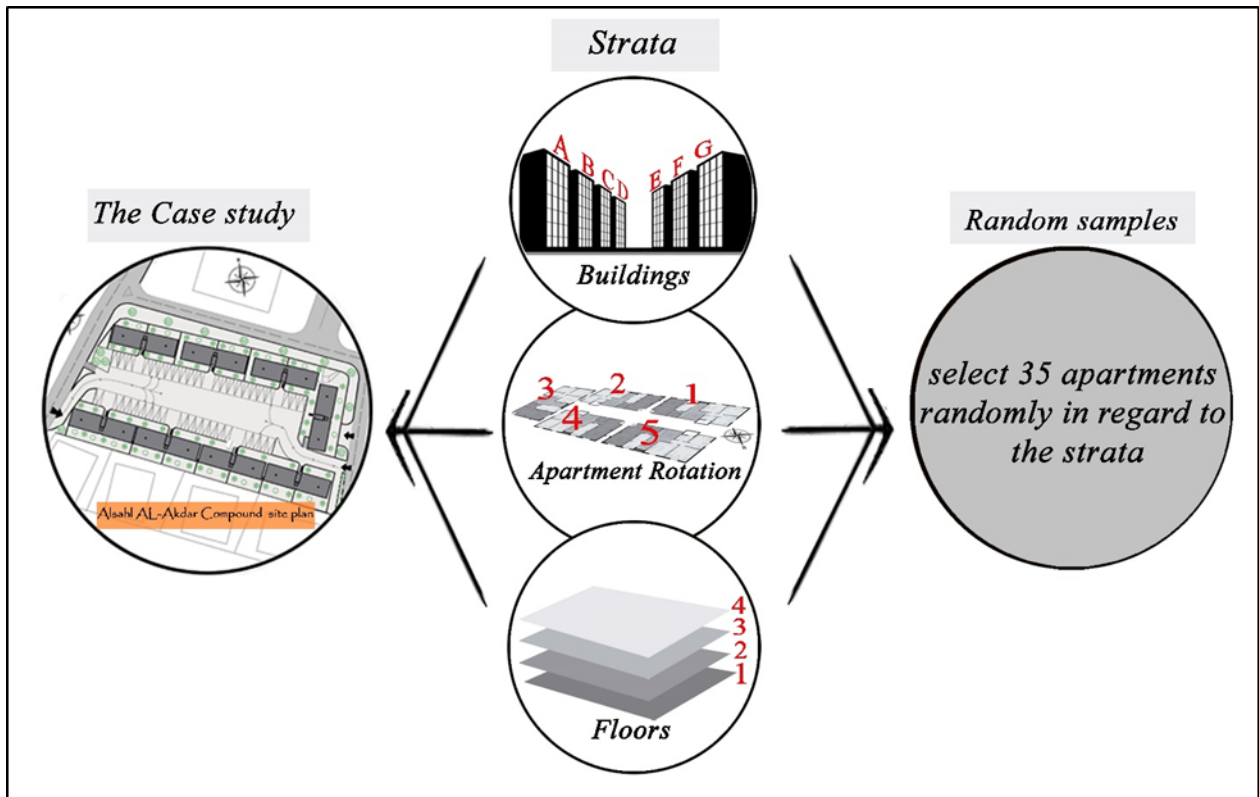 Strata
A
B
C
D
E
F
G
Buildings
The Case study
Alsahl AL-Akdar Compound site plan
3
2
1
4
5
Apartment Rotation
4
3
2
1
Floors
Random samples
select 35 apartments
randomly in regard to
the strata